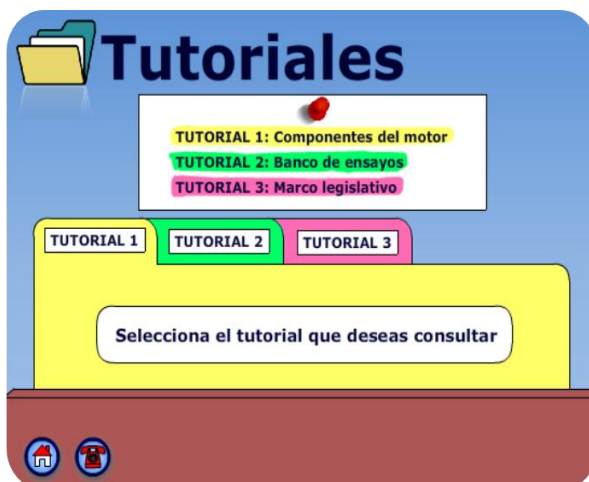 Tutoriales
TUTORIAL 1: Componentes del motor
TUTORIAL 2: Banco de ensayos
TUTORIAL 3: Marco legislativo
TUTORIAL 1
TUTORIAL 2
TUTORIAL 3
Selecciona el tutorial que deseas consultar